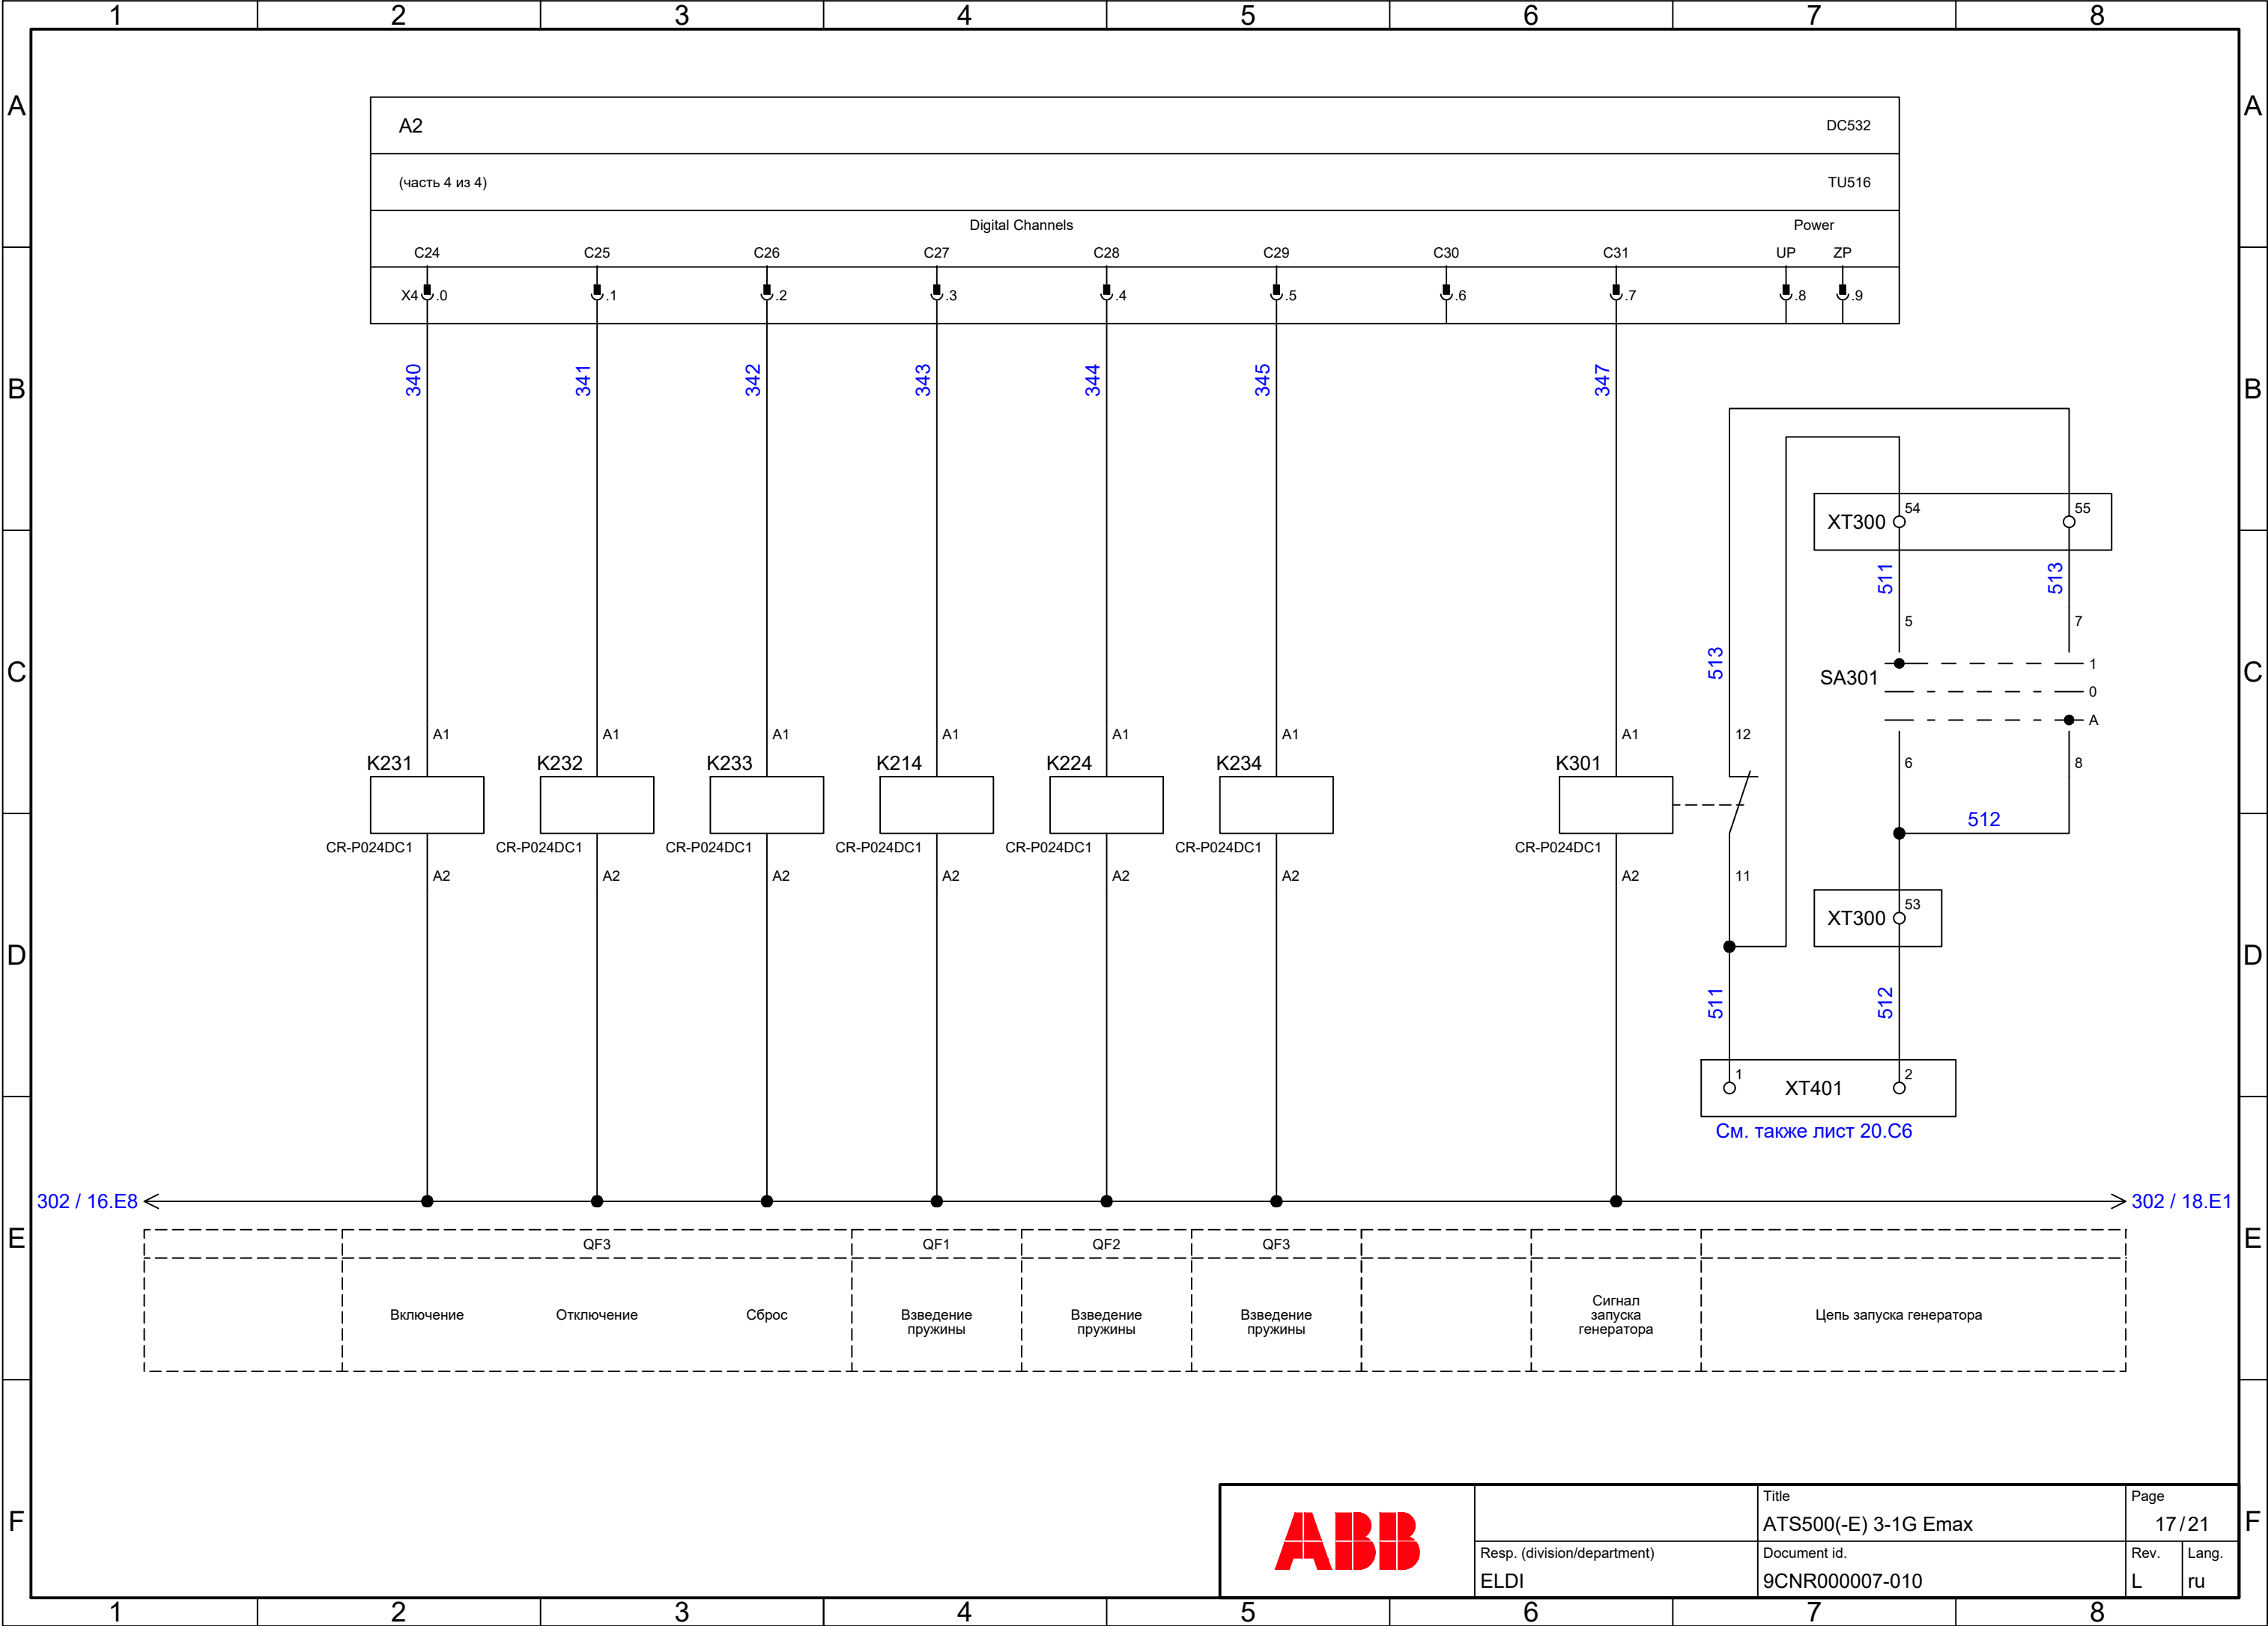 1 2 3 4 5 6 7 8
A A
A2 DC532
(часть 4 из 4) TU516
Digital Channels Power
C24 C25 C26 C27 C28 C29 C30 C31 UP ZP
X4 .0 .1 .2 .3 .4 .5 .6 .7 .8 .9
340 341 342 343 344 345 347
B B
XT300 54 55
511 513
5 7
513
C C
SA301
1
0
A
A1 A1 A1 A1 A1 A1 A1 12
K231 K232 K233 K214 K224 K234 K301
6 8
512
CR-P024DC1 CR-P024DC1 CR-P024DC1 CR-P024DC1 CR-P024DC1 CR-P024DC1 CR-P024DC1
A2 A2 A2 A2 A2 A2 A2 11
XT300 53
D D
511 512
1 XT401 2
См. также лист 20.C6
302 / 16.E8 302 / 18.E1
E E
QF3 QF1 QF2 QF3
Включение Отключение Сброс
Взведение
пружины
Взведение
пружины
Взведение
пружины
Сигнал
запуска
генератора
Цепь запуска генератора
F F
ABB
Title
ATS500(-E) 3-1G Emax
Page
17/21
Resp. (division/department)
ELDI
Document id.
9CNR000007-010
Rev.
L
Lang.
ru
1 2 3 4 5 6 7 8